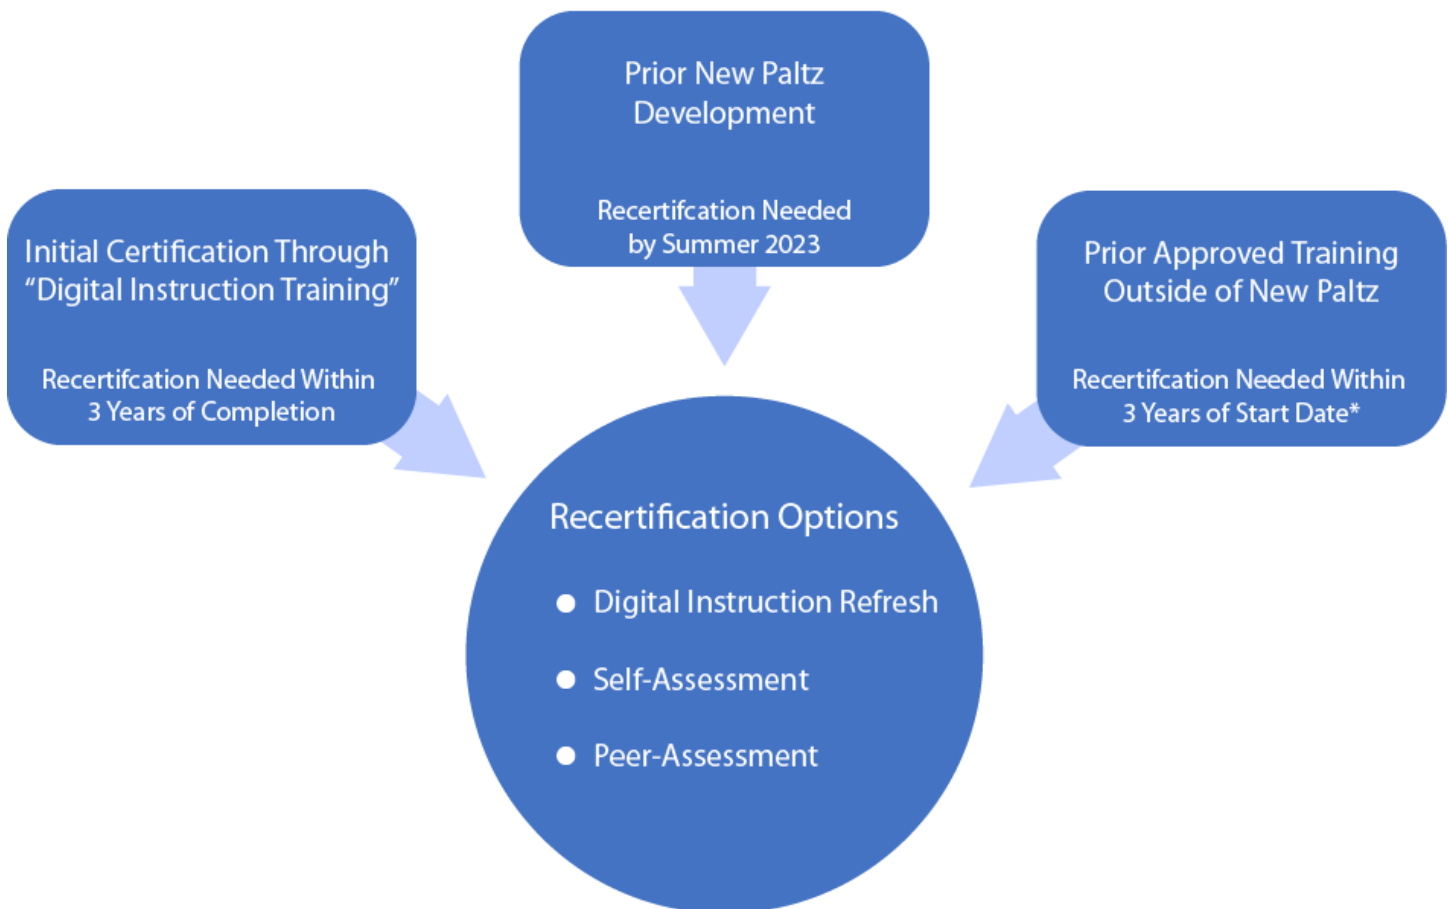 Prior New Paltz
Development
Recertifcation Needed
by Summer 2023
Initial Certification Through
“Digital Instruction Training”
Recertifcation Needed Within
3 Years of Completion
Prior Approved Training
Outside of New Paltz
Recertifcation Needed Within
3 Years of Start Date*
Recertification Options
● Digital Instruction Refresh
● Self-Assessment
● Peer-Assessment